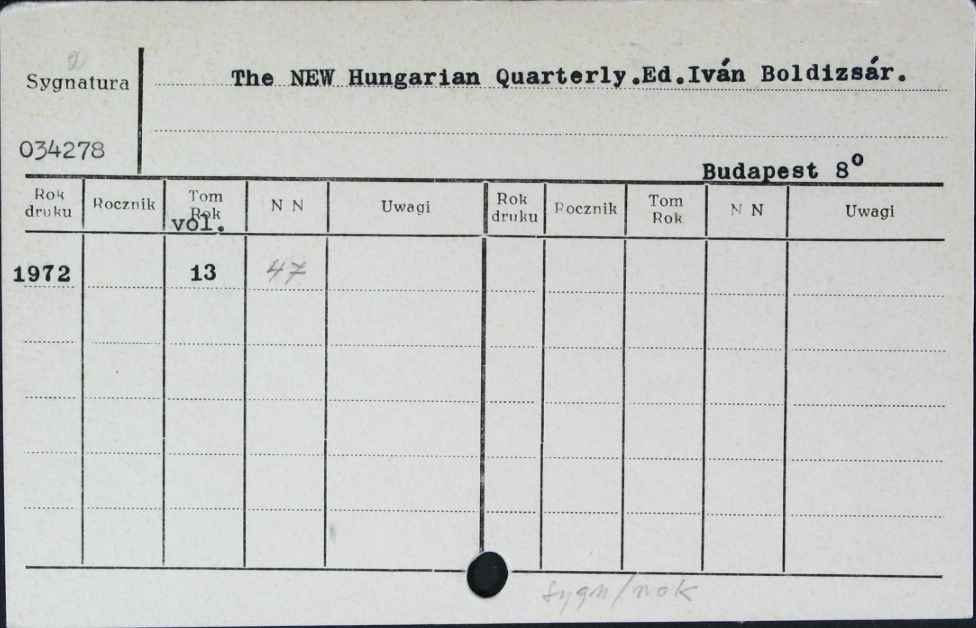 Sygnatura
The NEW Hungarian Quarterly.Ed.Iván Boldizsár.
034278
Budapest 8º
Rok druku Rocznik Tom Rok N N Uwagi Rok druku Rocznik Tom Rok N N Uwagi
vol.
1972 13 47
sygn/rok